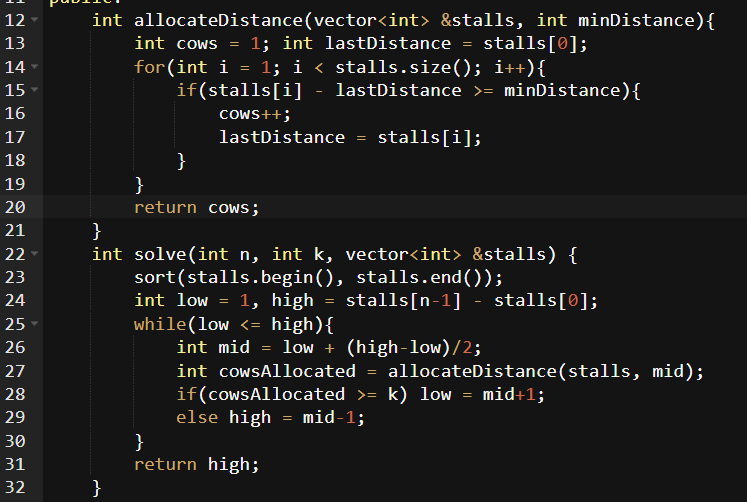 11 public:
12 int allocateDistance(vector<int> &stalls, int minDistance){
13 int cows = 1; int lastDistance = stalls[0];
14 for(int i = 1; i < stalls.size(); i++){
15 if(stalls[i] - lastDistance >= minDistance){
16 cows++;
17 lastDistance = stalls[i];
18 }
19 }
20 return cows;
21 }
22 int solve(int n, int k, vector<int> &stalls) {
23 sort(stalls.begin(), stalls.end());
24 int low = 1, high = stalls[n-1] - stalls[0];
25 while(low <= high){
26 int mid = low + (high-low)/2;
27 int cowsAllocated = allocateDistance(stalls, mid);
28 if(cowsAllocated >= k) low = mid+1;
29 else high = mid-1;
30 }
31 return high;
32 }